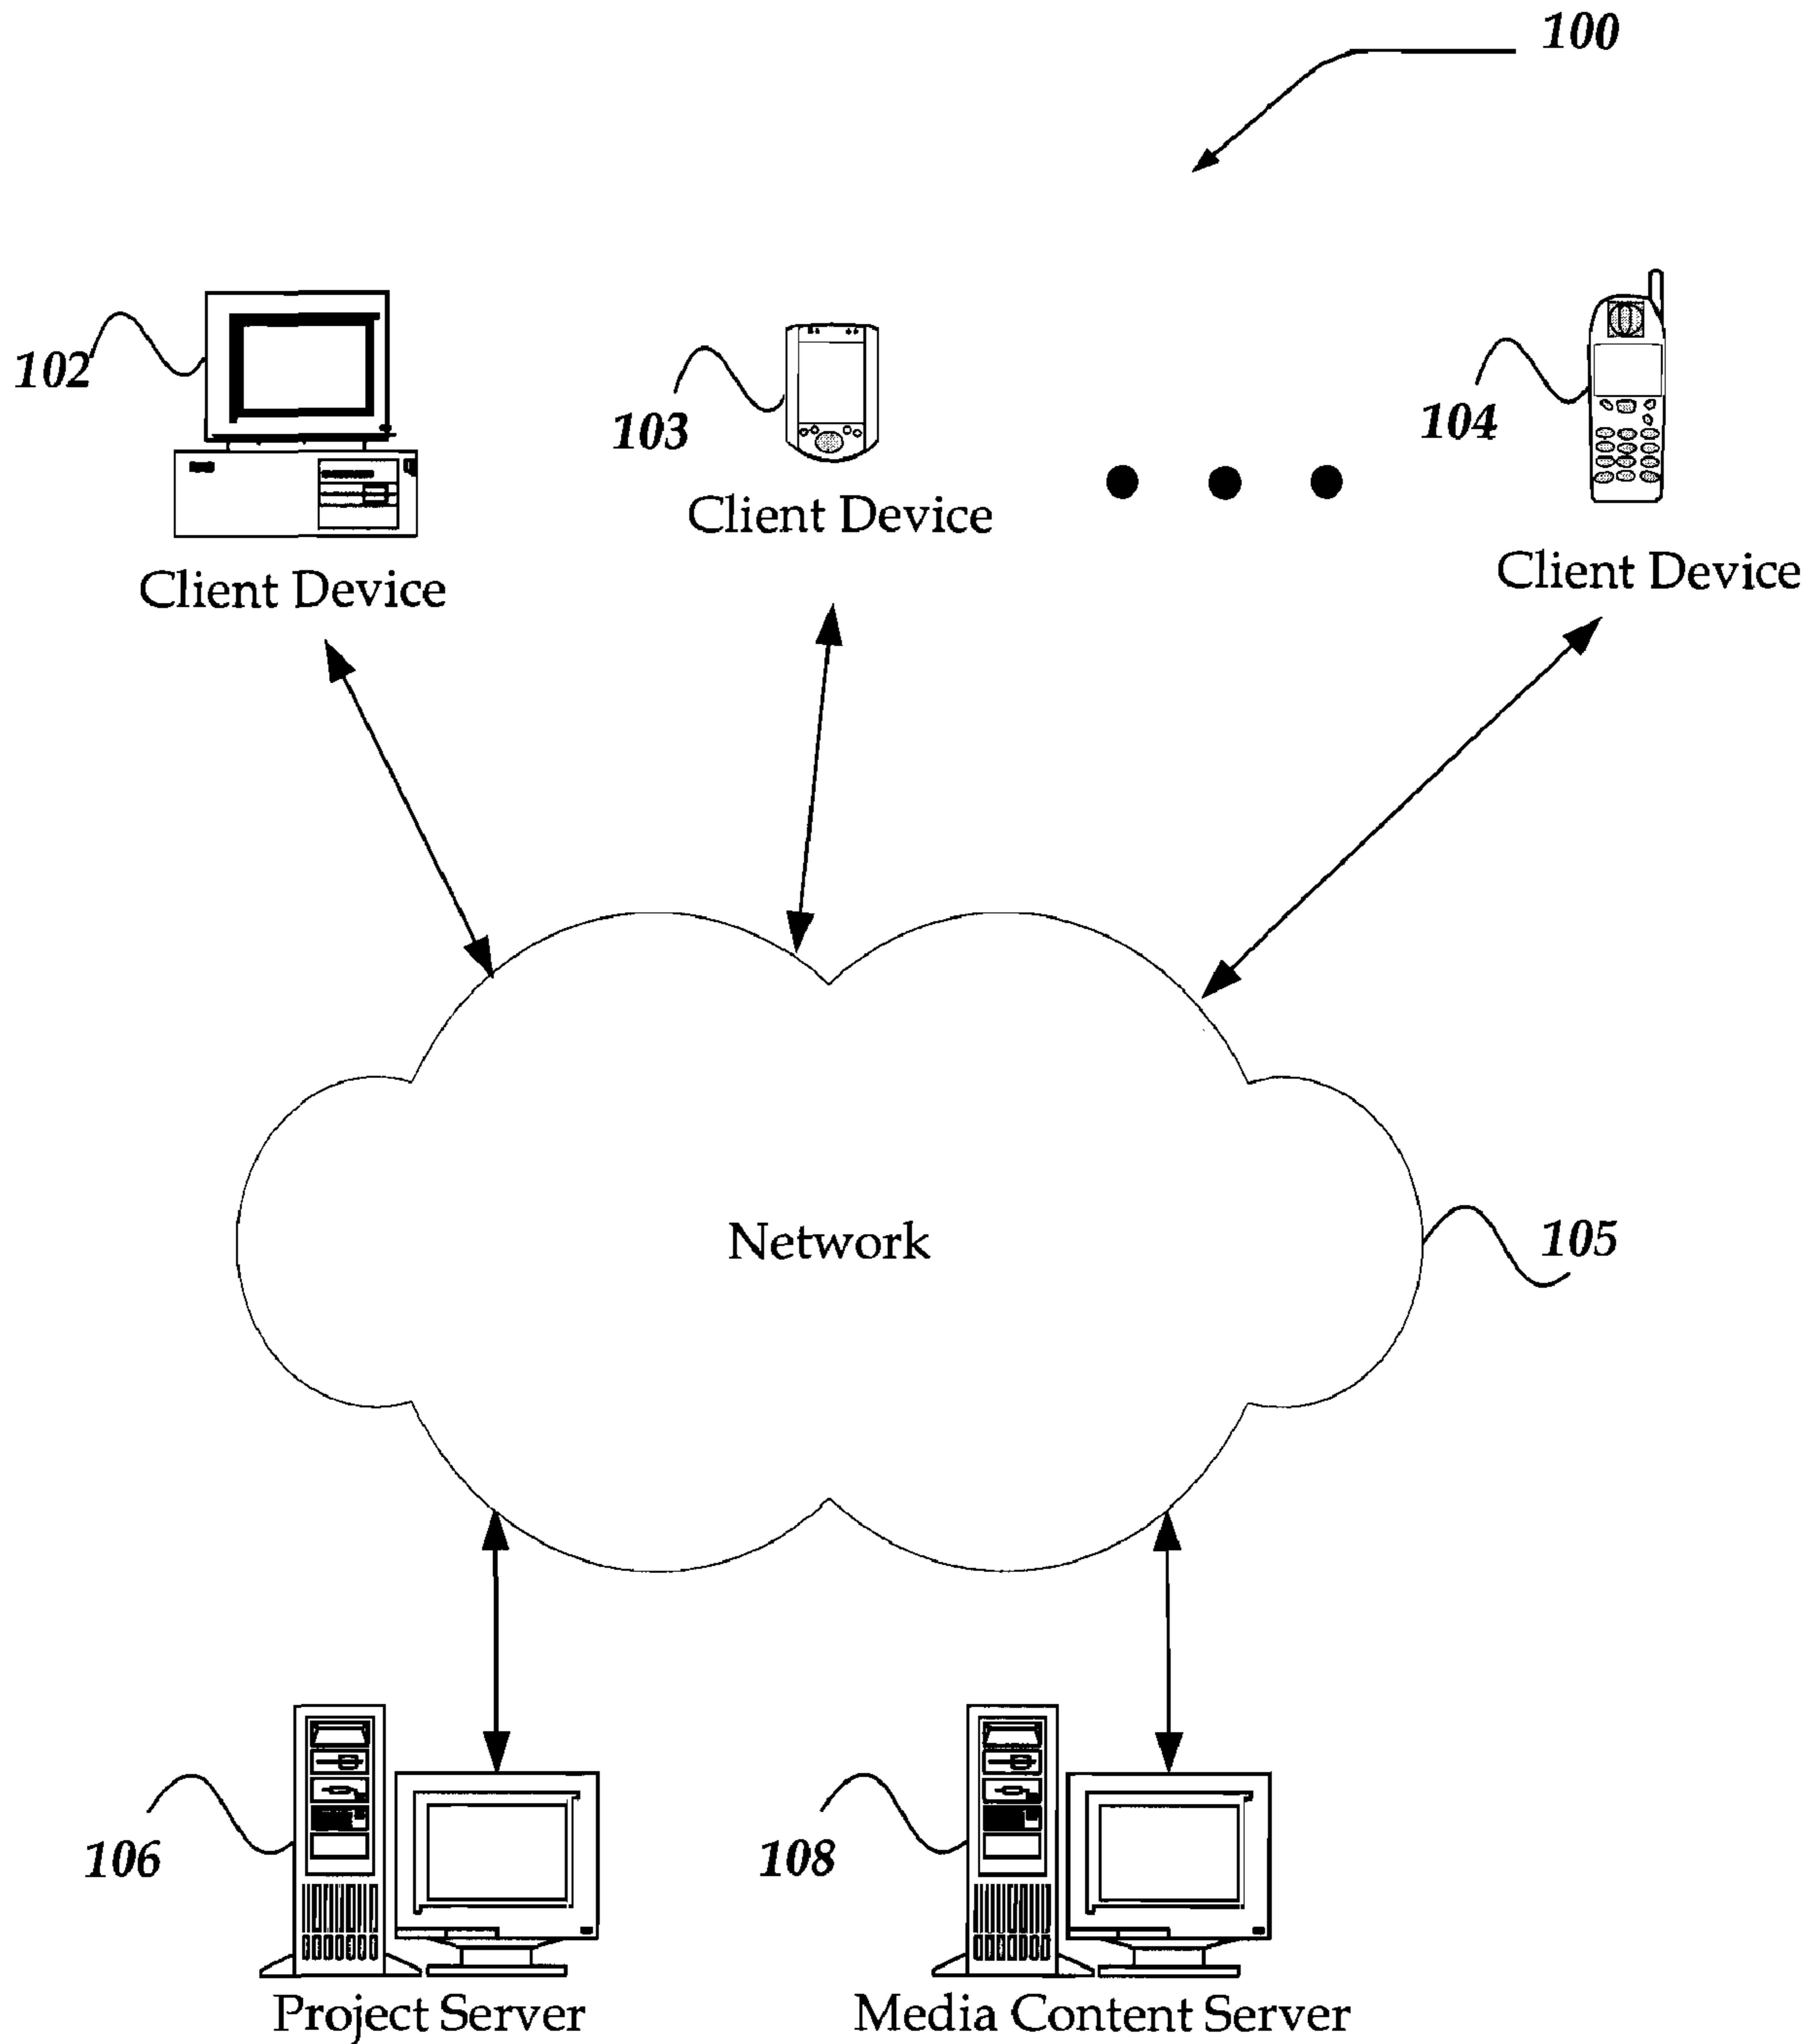 100
102
103
104
Client Device
Client Device
Client Device
Network
105
106
108
Project Server
Media Content Server